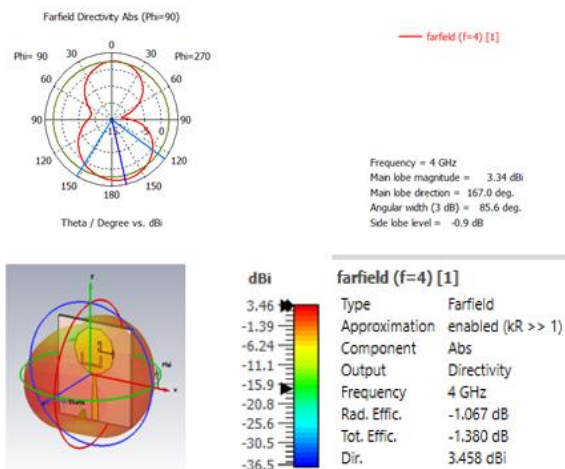 Farfield Directivity Abs (Phi=90)
farfield (f=4) [1]
Phi= 90 30 0 30 Phi=270
60 60
90 -15 -5 0 90
120 120
150 180 150
Theta / Degree vs. dBi
Frequency = 4 GHz
Main lobe magnitude = 3.34 dBi
Main lobe direction = 167.0 deg.
Angular width (3 dB) = 85.6 deg.
Side lobe level = -0.9 dB
y
x
Phi
Theta
dBi
3.46
-1.39
-6.24
-11.1
-15.9
-20.8
-25.6
-30.5
-36.5
farfield (f=4) [1]
Type Farfield
Approximation enabled (kR >> 1)
Component Abs
Output Directivity
Frequency 4 GHz
Rad. Effic. -1.067 dB
Tot. Effic. -1.380 dB
Dir. 3.458 dBi